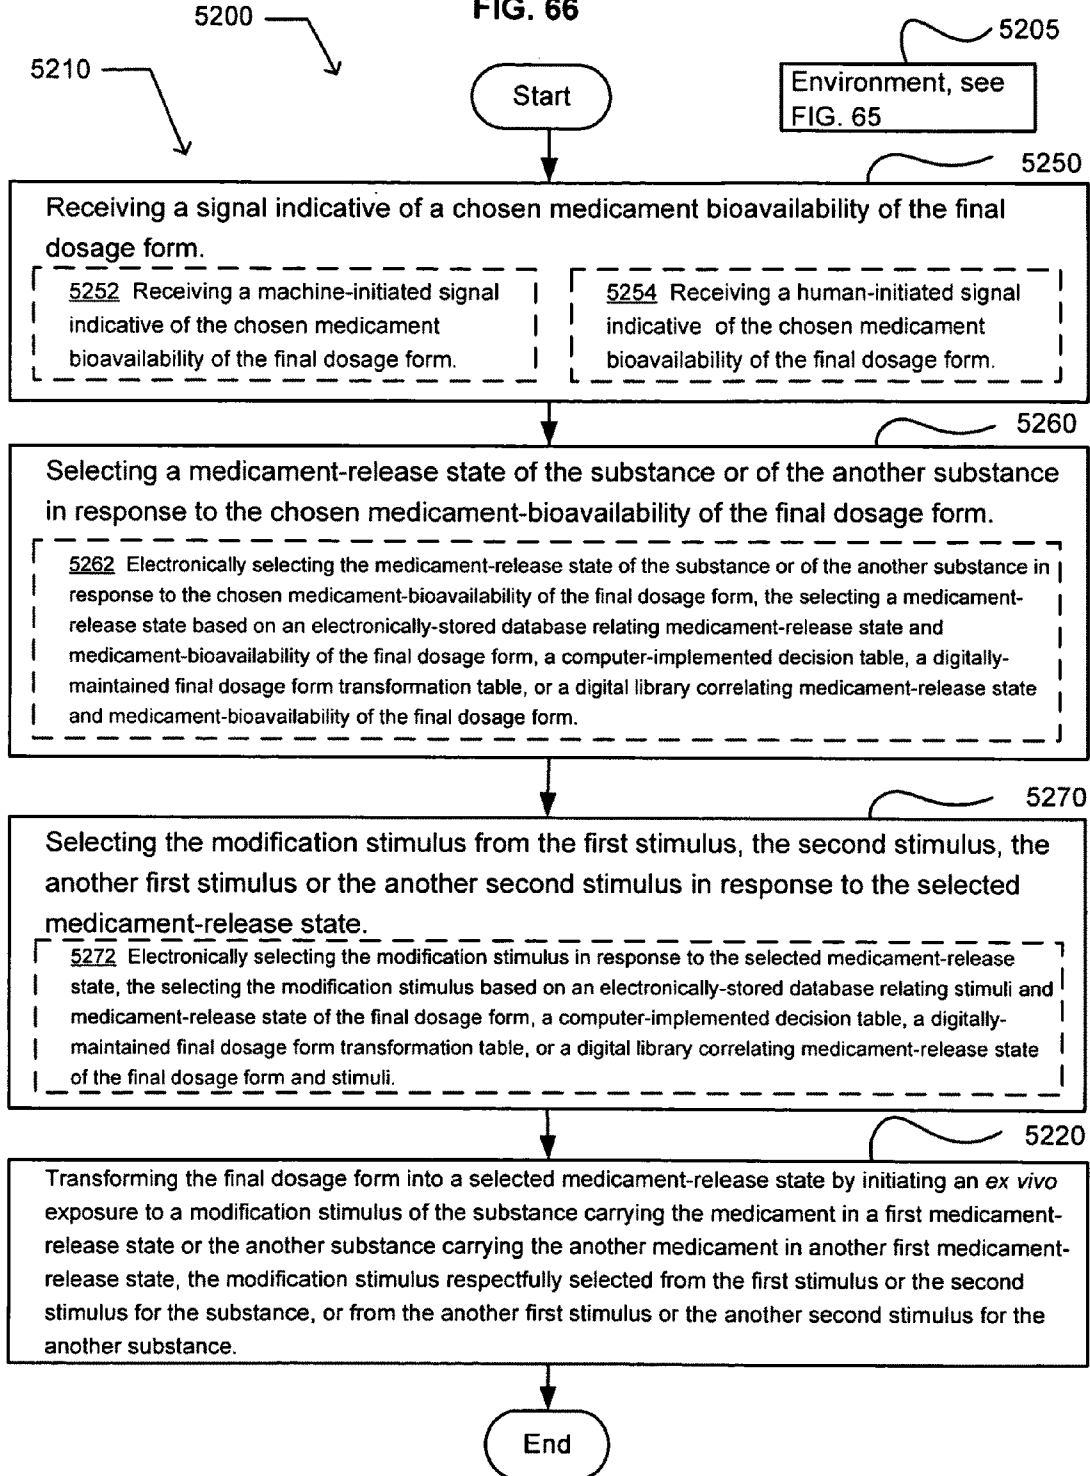 FIG. 66
5200
5205
5210
Start
Environment, see
FIG. 65
5250
Receiving a signal indicative of a chosen medicament bioavailability of the final
dosage form.
5252 Receiving a machine-initiated signal
indicative of the chosen medicament
bioavailability of the final dosage form.
5254 Receiving a human-initiated signal
indicative of the chosen medicament
bioavailability of the final dosage form.
5260
Selecting a medicament-release state of the substance or of the another substance
in response to the chosen medicament-bioavailability of the final dosage form.
5262 Electronically selecting the medicament-release state of the substance or of the another substance in
response to the chosen medicament-bioavailability of the final dosage form, the selecting a medicament-
release state based on an electronically-stored database relating medicament-release state and
medicament-bioavailability of the final dosage form, a computer-implemented decision table, a digitally-
maintained final dosage form transformation table, or a digital library correlating medicament-release state
and medicament-bioavailability of the final dosage form.
5270
Selecting the modification stimulus from the first stimulus, the second stimulus, the
another first stimulus or the another second stimulus in response to the selected
medicament-release state.
5272 Electronically selecting the modification stimulus in response to the selected medicament-release
state, the selecting the modification stimulus based on an electronically-stored database relating stimuli and
medicament-release state of the final dosage form, a computer-implemented decision table, a digitally-
maintained final dosage form transformation table, or a digital library correlating medicament-release state
of the final dosage form and stimuli.
5220
Transforming the final dosage form into a selected medicament-release state by initiating an ex vivo
exposure to a modification stimulus of the substance carrying the medicament in a first medicament-
release state or the another substance carrying the another medicament in another first medicament-
release state, the modification stimulus respectfully selected from the first stimulus or the second
stimulus for the substance, or from the another first stimulus or the another second stimulus for the
another substance.
End